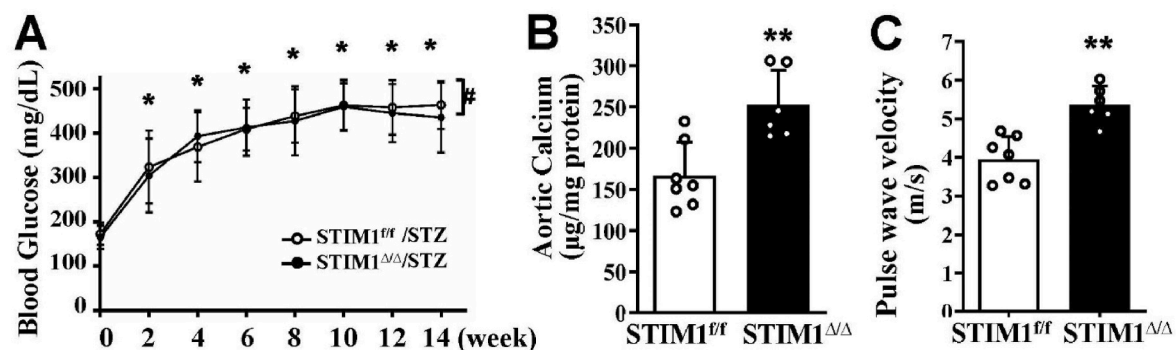 A
* * * * * * *
#
Blood Glucose (mg/dL)
500
400
300
200
100
0
STIM1f/f /STZ
STIM1Δ/Δ/STZ
0 2 4 6 8 10 12 14 (week)
B
**
Aortic Calcium
(µg/mg protein)
350
300
250
200
150
100
50
0
STIM1f/f STIM1Δ/Δ
C
**
Pulse wave velocity
(m/s)
7
6
5
4
3
2
1
0
STIM1f/f STIM1Δ/Δ